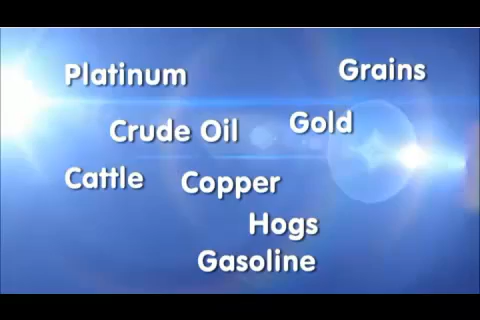 Platinum
Grains
Crude Oil
Gold
Cattle
Copper
Hogs
Gasoline